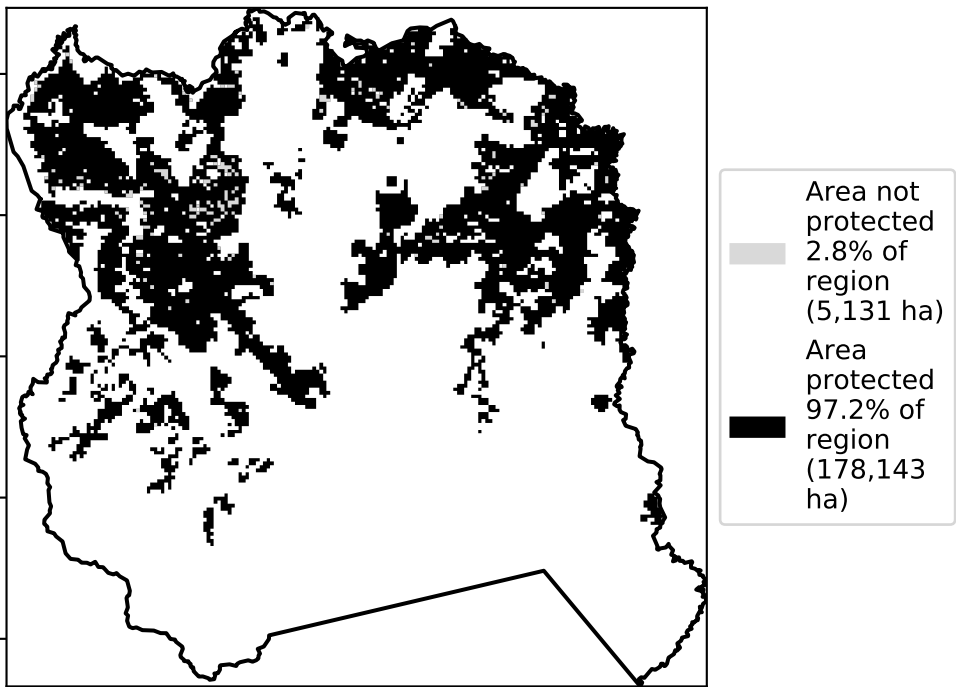 Area not
protected
2.8% of
region
(5,131 ha)
Area
protected
97.2% of
region
(178,143
ha)